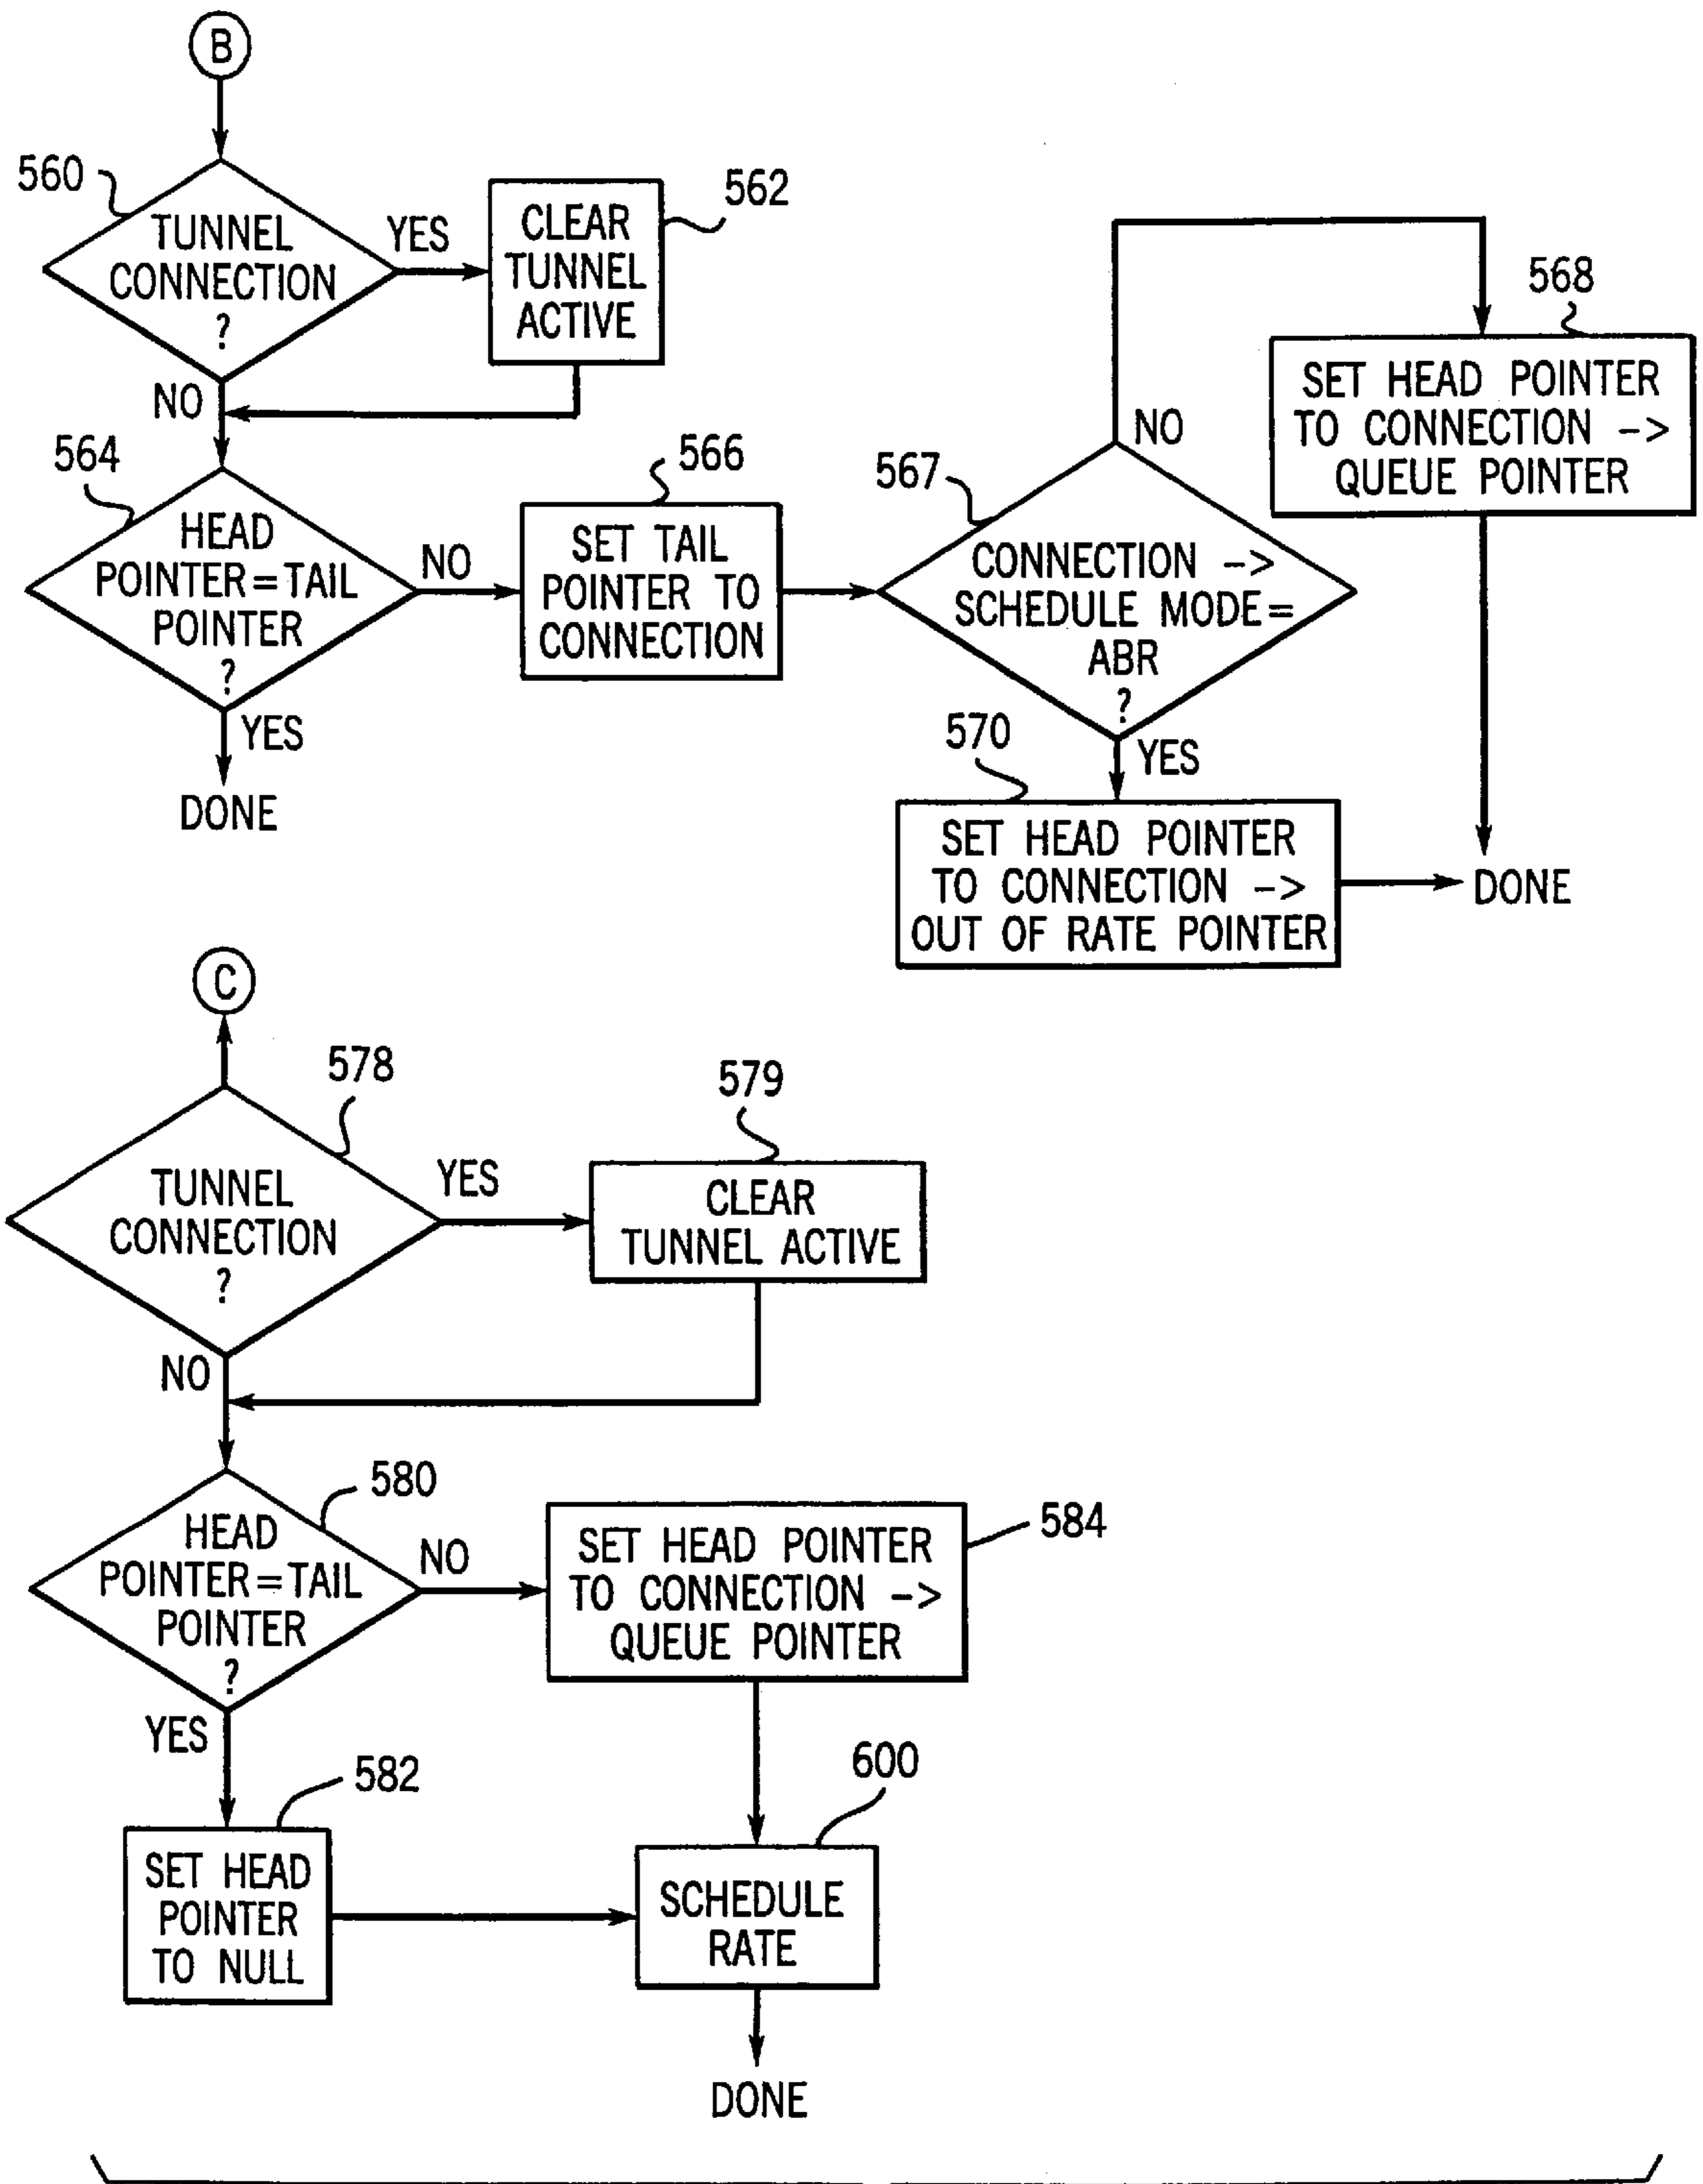 B
560
TUNNEL
CONNECTION
?
YES
NO
CLEAR
TUNNEL
ACTIVE
562
564
HEAD
POINTER=TAIL
POINTER
?
NO
YES
DONE
566
SET TAIL
POINTER TO
CONNECTION
567
CONNECTION ->
SCHEDULE MODE=
ABR
?
NO
YES
568
SET HEAD POINTER
TO CONNECTION ->
QUEUE POINTER
570
SET HEAD POINTER
TO CONNECTION ->
OUT OF RATE POINTER
DONE
C
578
TUNNEL
CONNECTION
?
YES
NO
579
CLEAR
TUNNEL ACTIVE
580
HEAD
POINTER=TAIL
POINTER
?
NO
YES
584
SET HEAD POINTER
TO CONNECTION ->
QUEUE POINTER
582
SET HEAD
POINTER
TO NULL
600
SCHEDULE
RATE
DONE